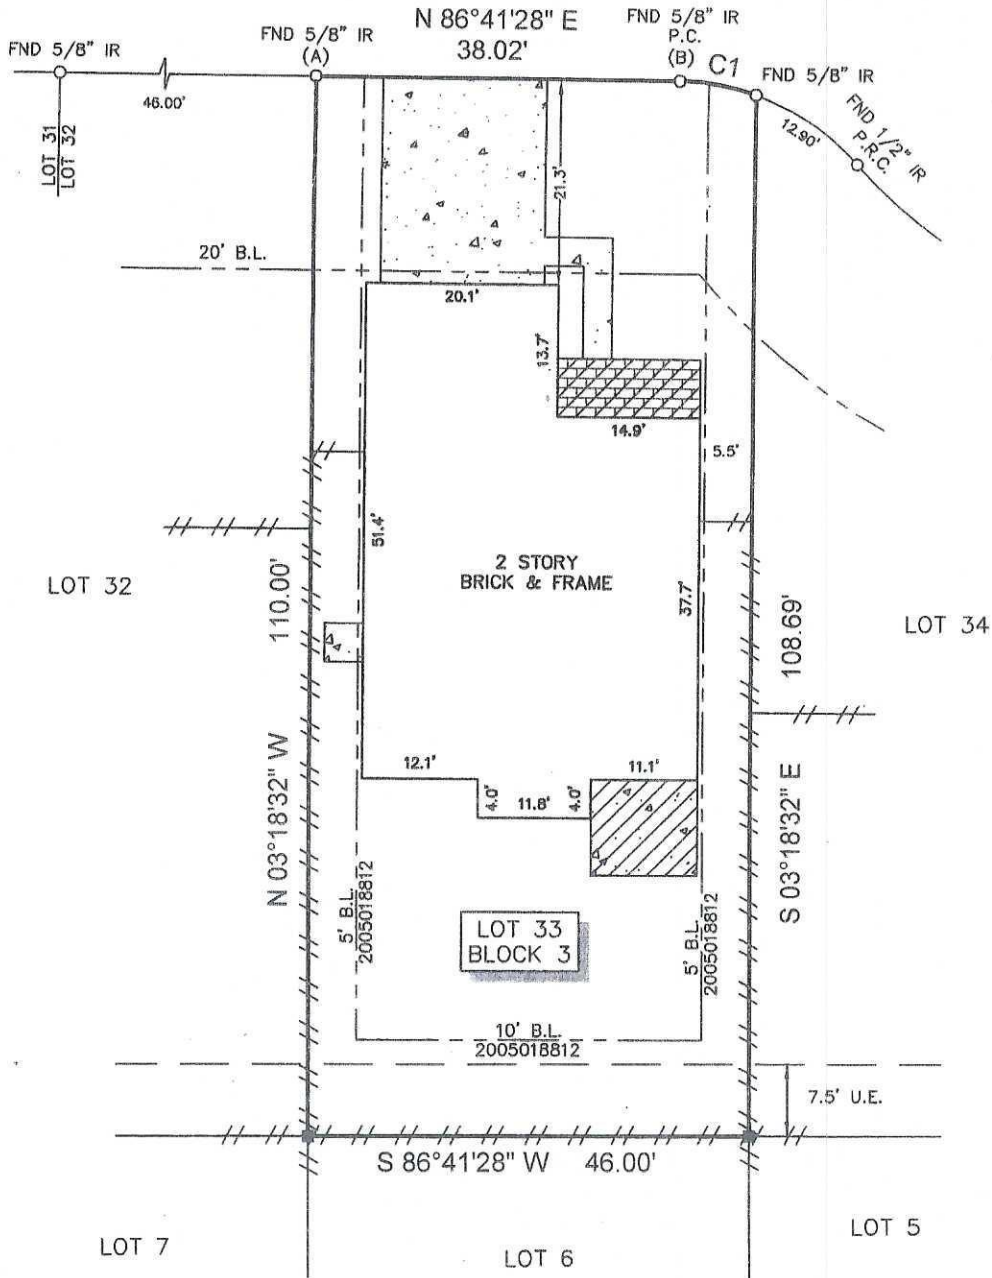 N 86°41'28" E
38.02'
FND 5/8" IR
FND 5/8" IR
(A)
FND 5/8" IR
P.C.
(B)
C1
FND 5/8" IR
46.00'
12.90'
FND 1/2" IR
P.R.C.
LOT 31
LOT 32
21.3'
20' B.L.
20.1'
13.7'
14.9'
5.5'
51.4'
2 STORY
BRICK & FRAME
37.7'
LOT 32
110.00'
108.69'
LOT 34
N 03°18'32" W
S 03°18'32" E
12.1'
4.0'
11.8'
4.0'
11.1'
5' B.L.
2005018812
LOT 33
BLOCK 3
5' B.L.
2005018812
10' B.L.
2005018812
7.5' U.E.
S 86°41'28" W 46.00'
LOT 7
LOT 6
LOT 5